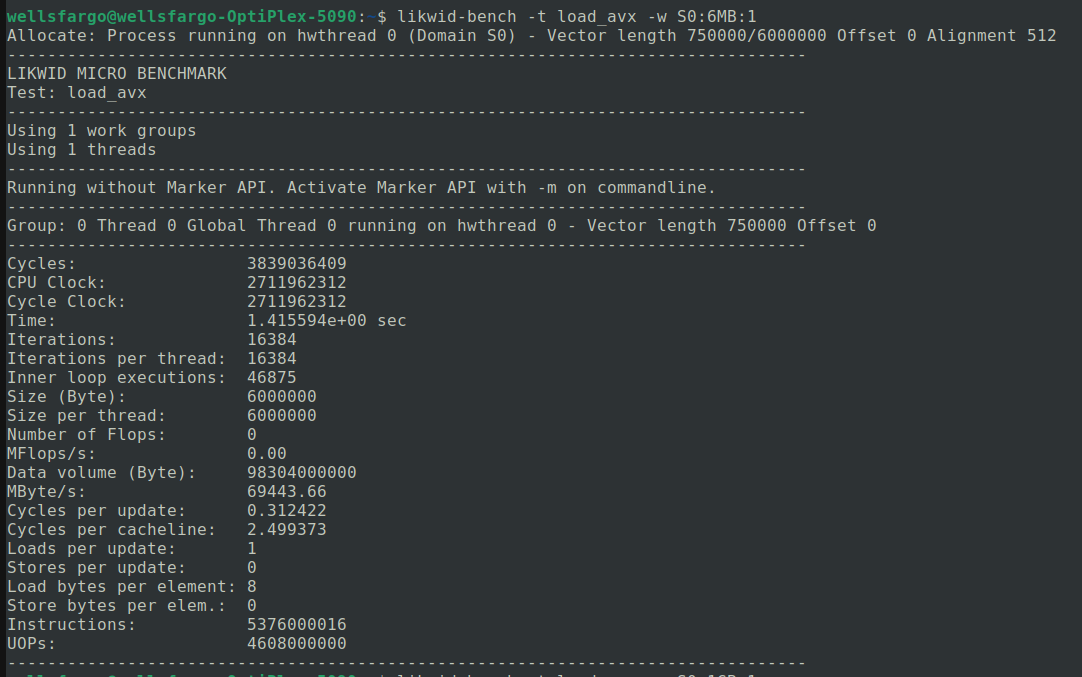 wellsfargo@wellsfargo-OptiPlex-5090:~$ likwid-bench -t load_avx -w S0:6MB:1
Allocate: Process running on hwthread 0 (Domain S0) - Vector length 750000/6000000 Offset 0 Alignment 512
--------------------------------------------------------------------------------
LIKWID MICRO BENCHMARK
Test: load_avx
--------------------------------------------------------------------------------
Using 1 work groups
Using 1 threads
--------------------------------------------------------------------------------
Running without Marker API. Activate Marker API with -m on commandline.
--------------------------------------------------------------------------------
Group: 0 Thread 0 Global Thread 0 running on hwthread 0 - Vector length 750000 Offset 0
--------------------------------------------------------------------------------
Cycles: 3839036409
CPU Clock: 2711962312
Cycle Clock: 2711962312
Time: 1.415594e+00 sec
Iterations: 16384
Iterations per thread: 16384
Inner loop executions: 46875
Size (Byte): 6000000
Size per thread: 6000000
Number of Flops: 0
MFlops/s: 0.00
Data volume (Byte): 98304000000
MByte/s: 69443.66
Cycles per update: 0.312422
Cycles per cacheline: 2.499373
Loads per update: 1
Stores per update: 0
Load bytes per element: 8
Store bytes per elem.: 0
Instructions: 5376000016
UOPs: 4608000000
--------------------------------------------------------------------------------